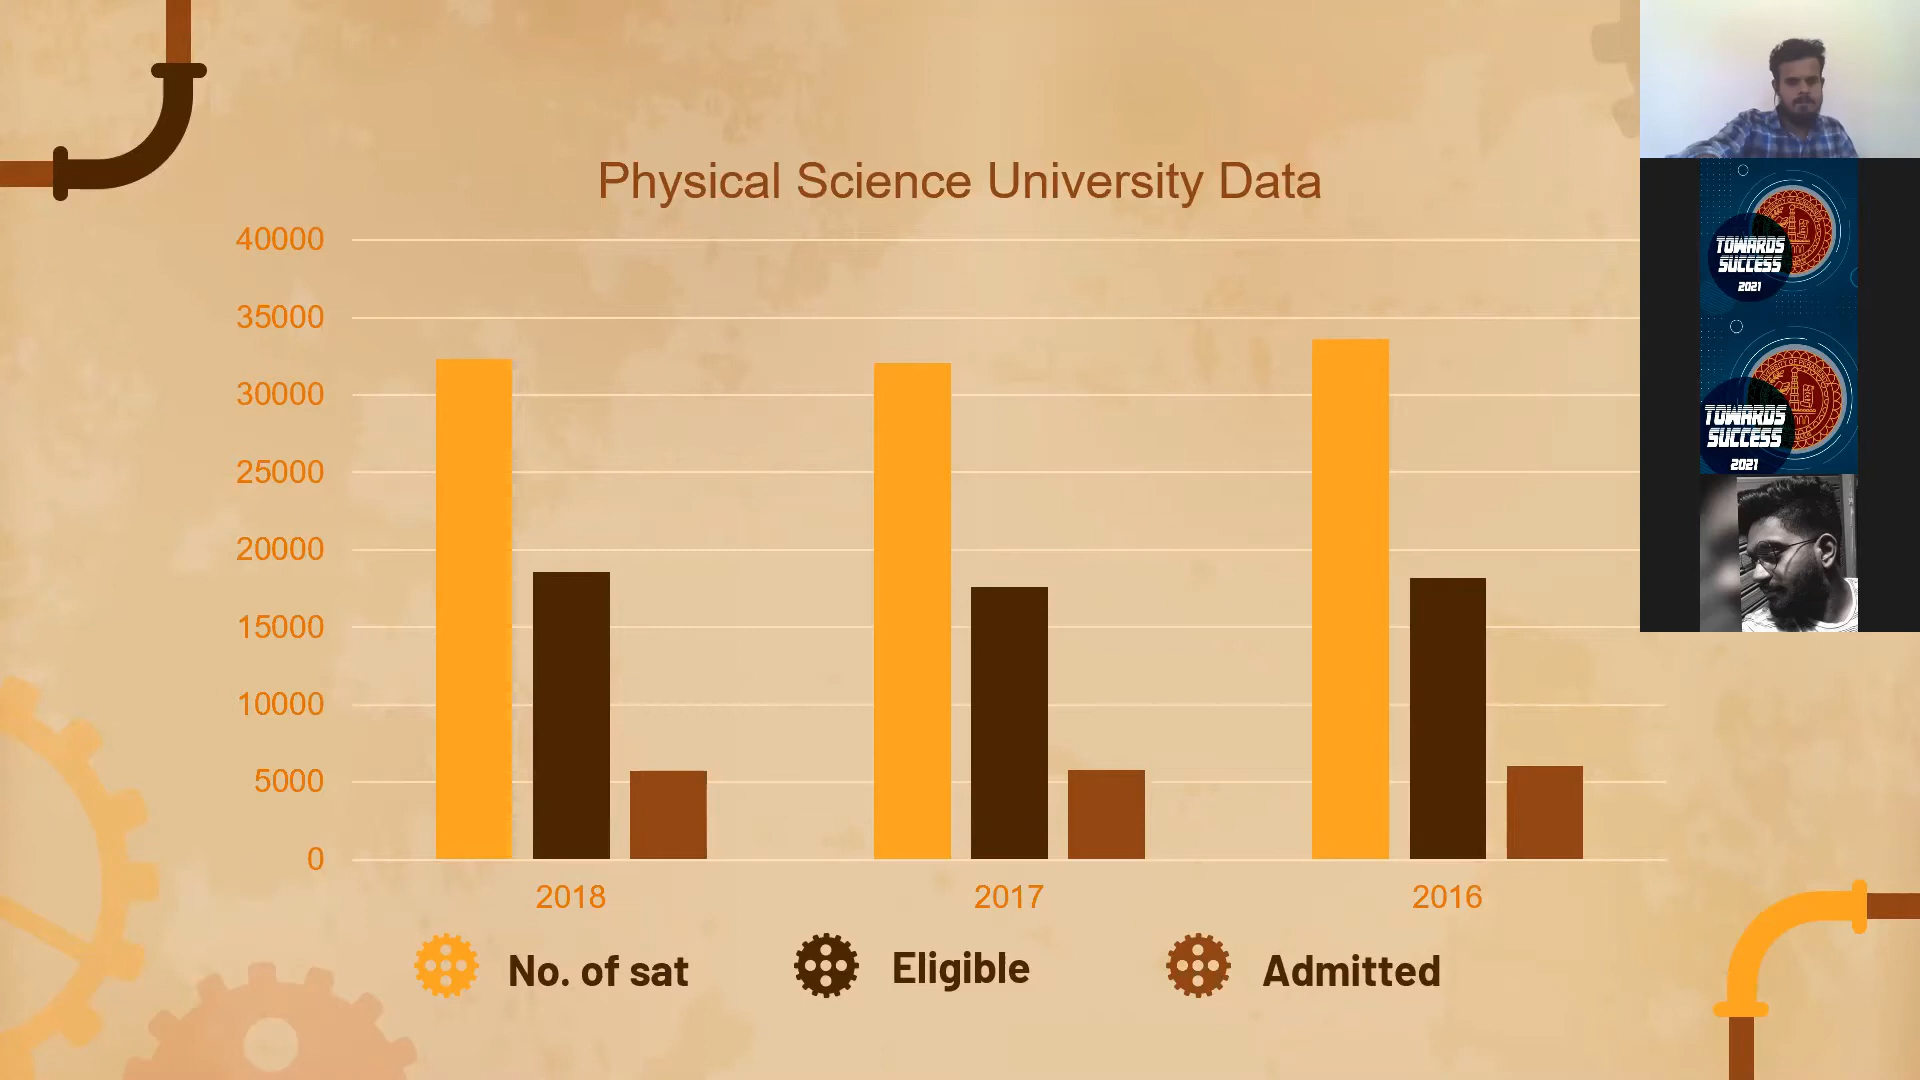 Physical Science University Data
40000
35000
30000
25000
20000
15000
10000
5000
0
2018 2017 2016
No. of sat Eligible Admitted
TOWARDS
SUCCESS
2021
TOWARDS
SUCCESS
2021